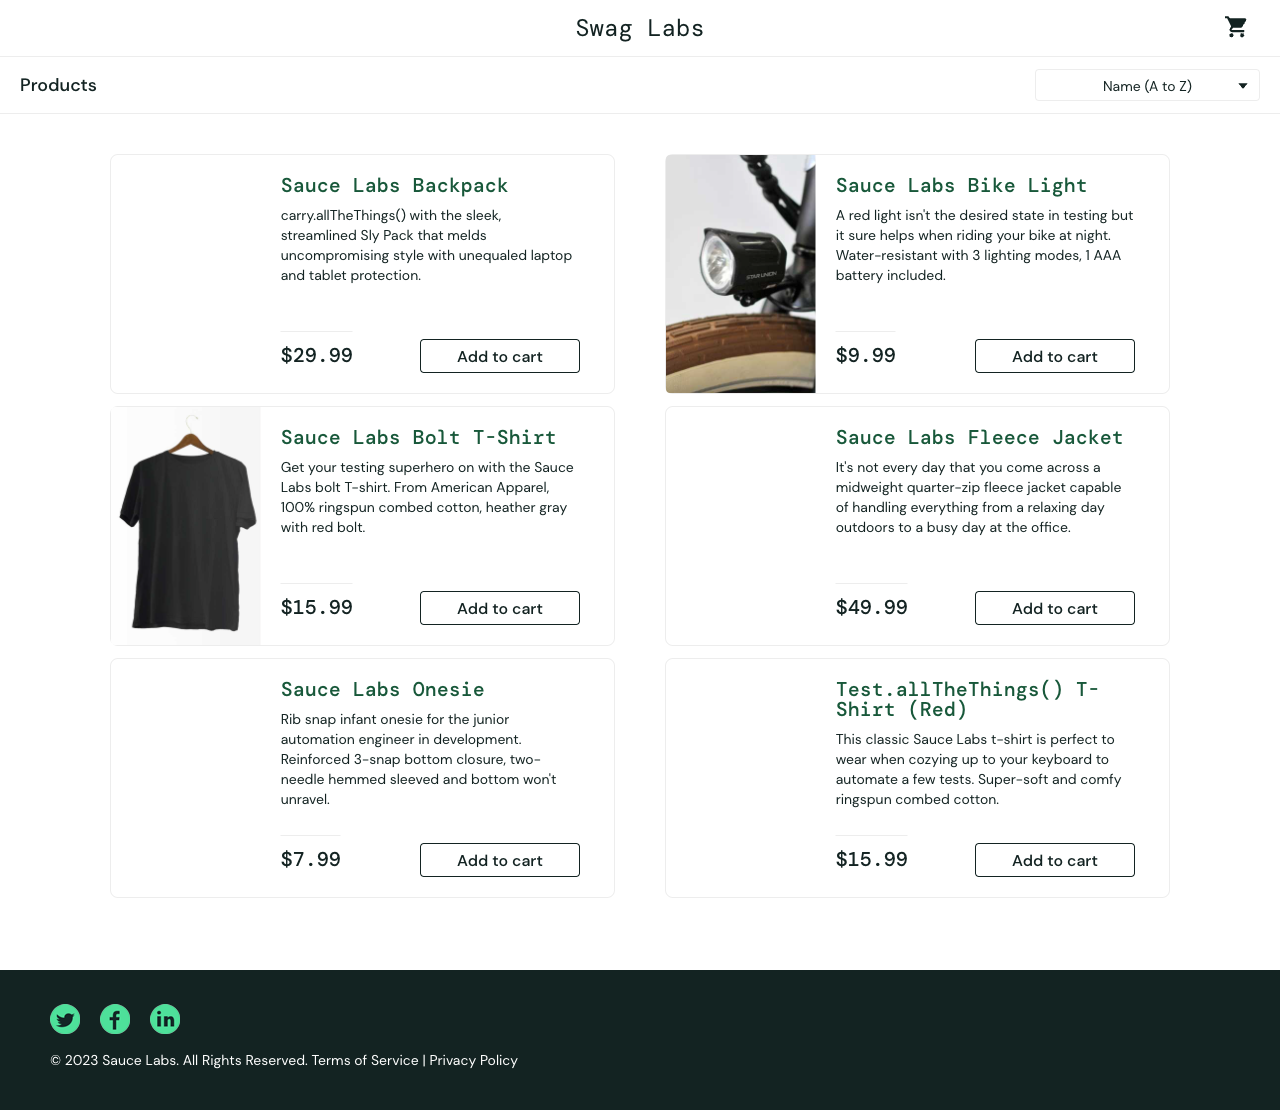 Swag Labs
Products
Name (A to Z)
Sauce Labs Backpack
carry.allTheThings() with the sleek,
streamlined Sly Pack that melds
uncompromising style with unequaled laptop
and tablet protection.
$29.99
Add to cart
STAR UNION
Sauce Labs Bike Light
A red light isn't the desired state in testing but
it sure helps when riding your bike at night.
Water-resistant with 3 lighting modes, 1 AAA
battery included.
$9.99
Add to cart
Sauce Labs Bolt T-Shirt
Get your testing superhero on with the Sauce
Labs bolt T-shirt. From American Apparel,
100% ringspun combed cotton, heather gray
with red bolt.
$15.99
Add to cart
Sauce Labs Fleece Jacket
It's not every day that you come across a
midweight quarter-zip fleece jacket capable
of handling everything from a relaxing day
outdoors to a busy day at the office.
$49.99
Add to cart
Sauce Labs Onesie
Rib snap infant onesie for the junior
automation engineer in development.
Reinforced 3-snap bottom closure, two-
needle hemmed sleeved and bottom won't
unravel.
$7.99
Add to cart
Test.allTheThings() T-
Shirt (Red)
This classic Sauce Labs t-shirt is perfect to
wear when cozying up to your keyboard to
automate a few tests. Super-soft and comfy
ringspun combed cotton.
$15.99
Add to cart
© 2023 Sauce Labs. All Rights Reserved. Terms of Service | Privacy Policy